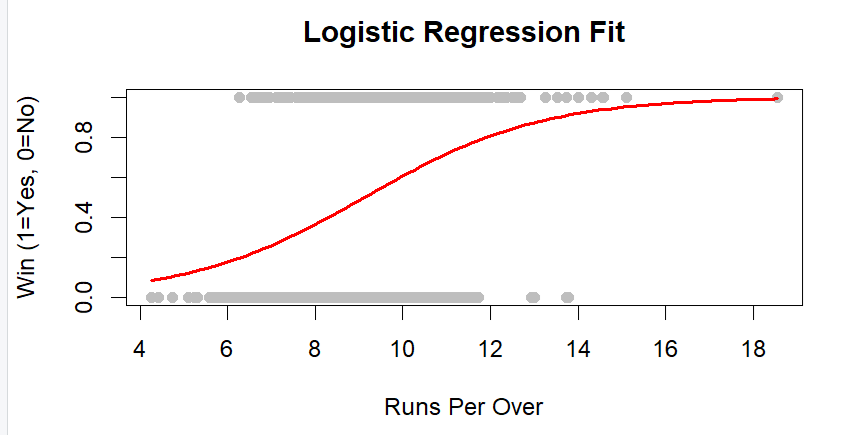 Logistic Regression Fit
Win (1=Yes, 0=No)
0.8
0.4
0.0
4 6 8 10 12 14 16 18
Runs Per Over